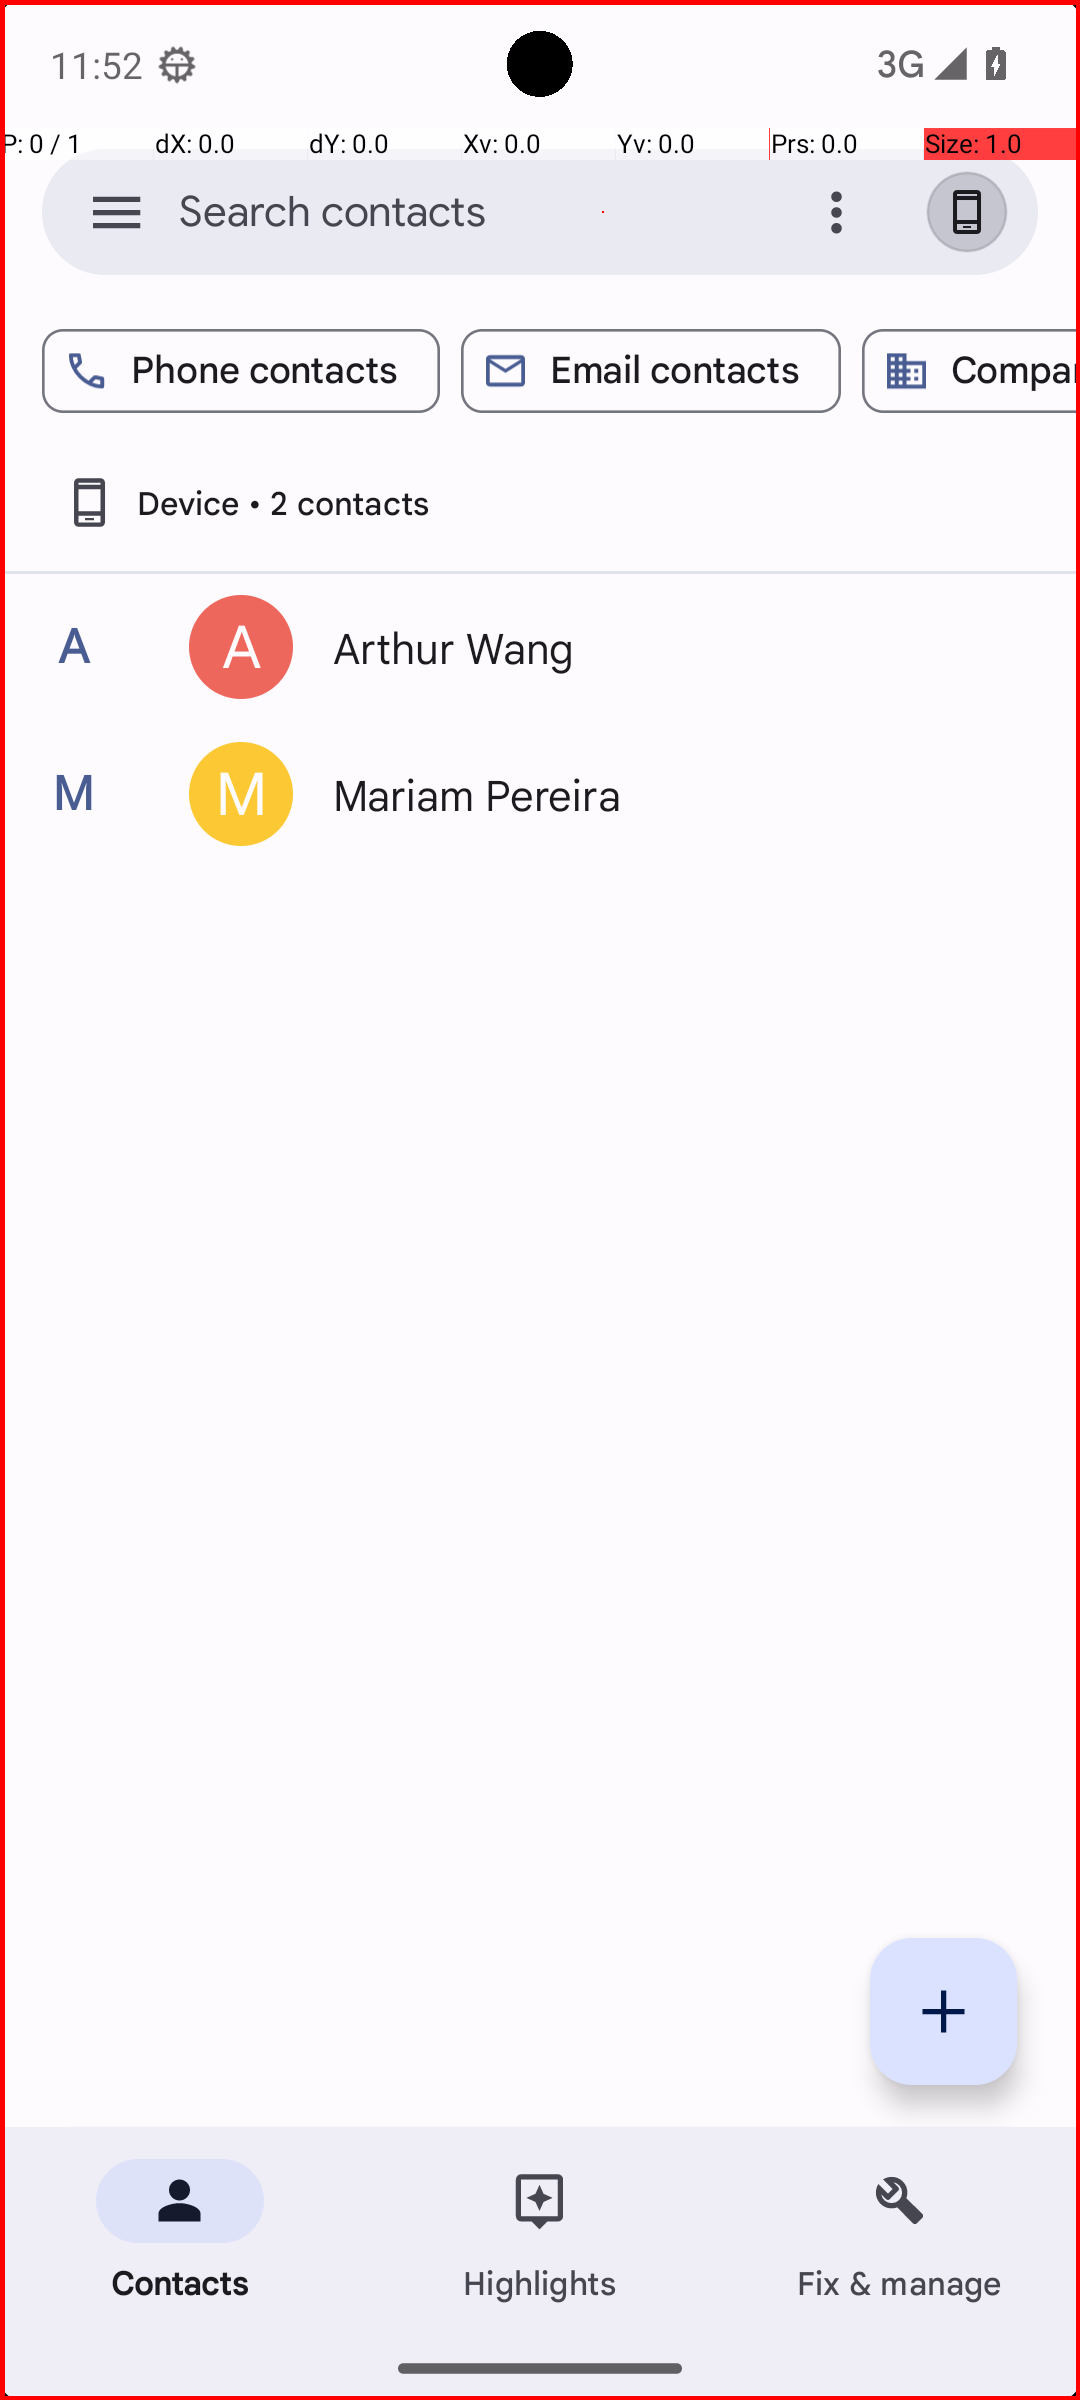 11:52
3G
P: 0 / 1 dX: 0.0 dY: 0.0 Xv: 0.0 Yv: 0.0 Prs: 0.0 Size: 1.0
Search contacts
Phone contacts Email contacts
Device • 2 contacts
A A Arthur Wang
M M Mariam Pereira
Contacts Highlights Fix & manage